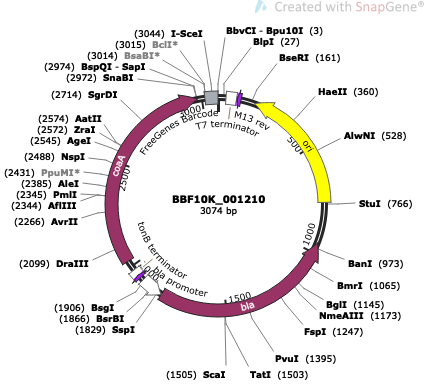 Created with SnapGene®
(3044) I-SceI
(3015) BclI*
(3014) BsaBI*
(2974) BspQI - SapI
(2972) SnaBI
(2714) SgrDI
(2574) AatII
(2572) ZraI
(2545) AgeI
(2488) NspI
(2431) PpuMI*
(2385) AleI
(2345) PmlI
(2344) AflIII
(2266) AvrII
(2099) DraIII
(1906) BsgI
(1866) BsrBI
(1829) SspI
(1505) ScaI
BbvCI - Bpu10I (3)
BlpI (27)
BseRI (161)
HaeII (360)
AlwNI (528)
StuI (766)
BanI (973)
BmrI (1065)
BglI (1145)
NmeAIII (1173)
FspI (1247)
PvuI (1395)
TatI (1503)
FreeGenes Barcode
T7 terminator
M13 rev
ori
bla
bla promoter
tonB terminator
coaA
500
1000
1500
2500
3000
BBF10K_001210
3074 bp